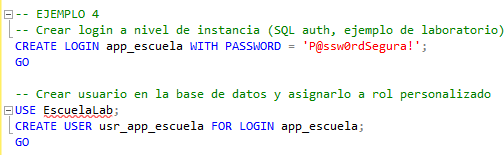 -- EJEMPLO 4
-- Crear login a nivel de instancia (SQL auth, ejemplo de laboratorio)
CREATE LOGIN app_escuela WITH PASSWORD = 'P@ssw0rdSegura!';
GO
-- Crear usuario en la base de datos y asignarlo a rol personalizado
USE EscuelaLab;
CREATE USER usr_app_escuela FOR LOGIN app_escuela;
GO